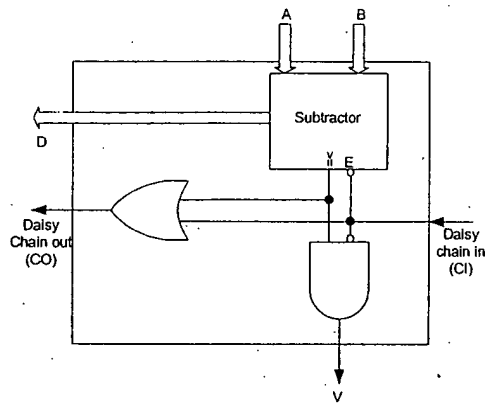 A B
Subtractor
D
<= E
Daisy
Chain out
(CO)
Daisy
chain in
(CI)
V